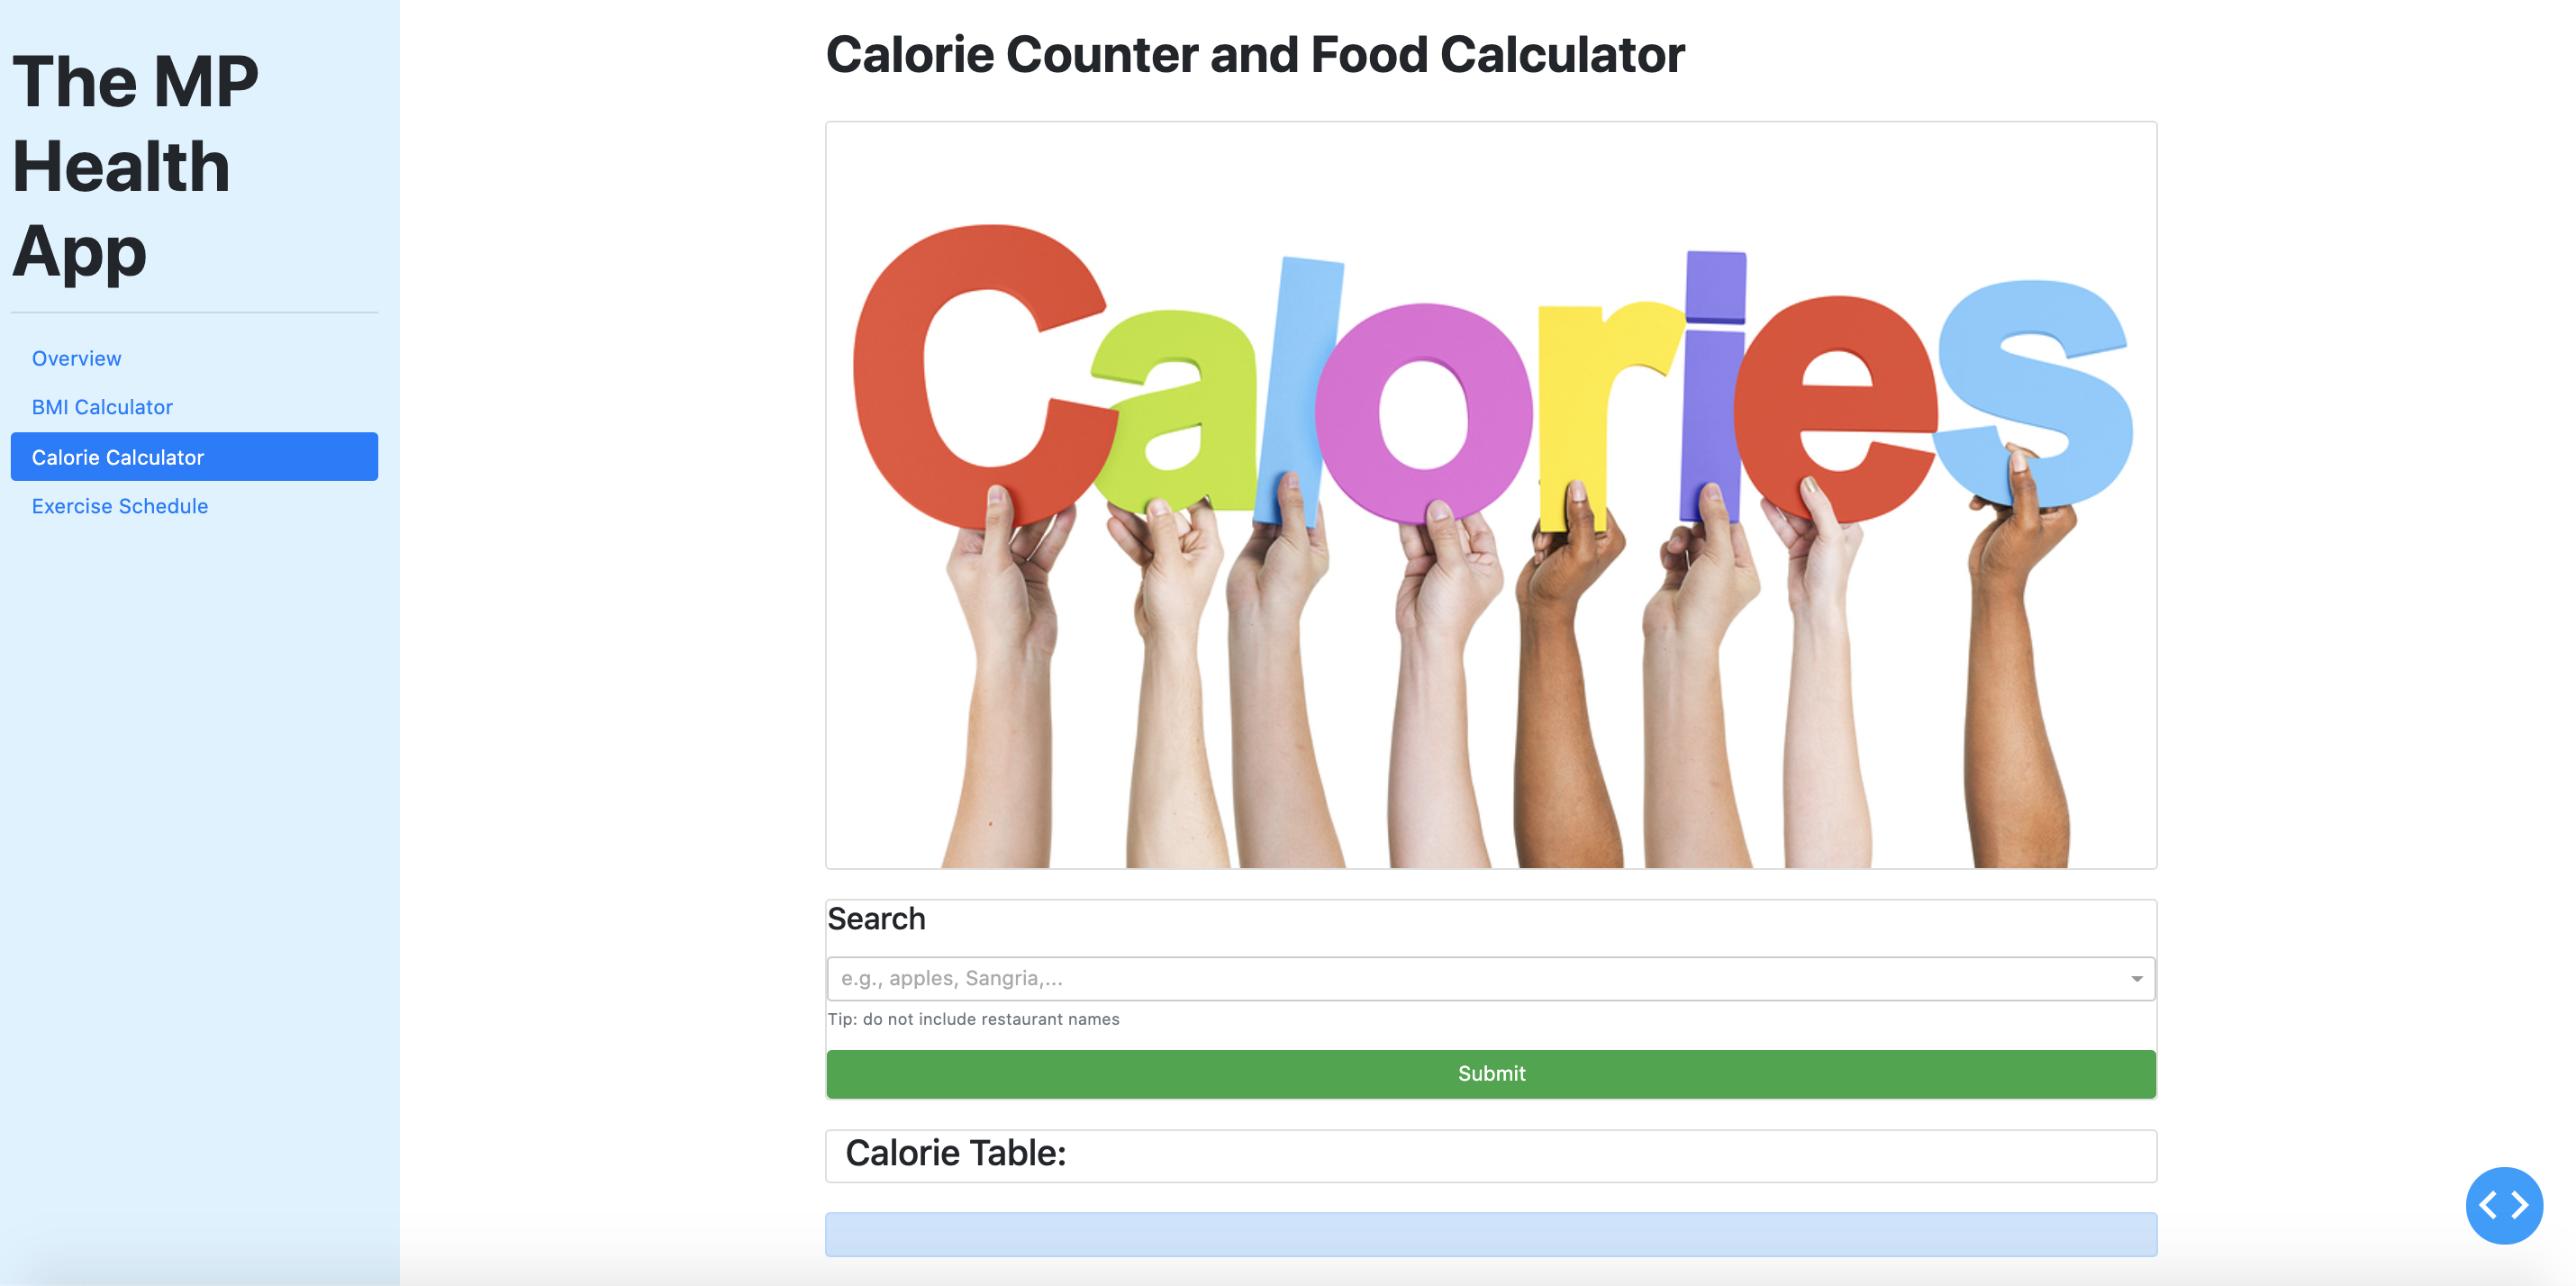 The MP
Health
App
Overview
BMI Calculator
Calorie Calculator
Exercise Schedule
Calorie Counter and Food Calculator
Calories
Search
e.g., apples, Sangria,...
Tip: do not include restaurant names
Submit
Calorie Table: